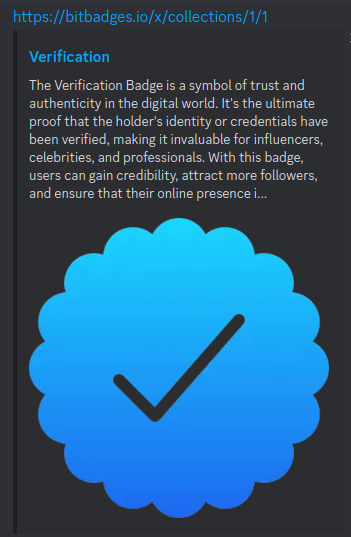 https://bitbadges.io/x/collections/1/1
Verification
The Verification Badge is a symbol of trust and
authenticity in the digital world. It's the ultimate
proof that the holder's identity or credentials have
been verified, making it invaluable for influencers,
celebrities, and professionals. With this badge,
users can gain credibility, attract more followers,
and ensure that their online presence i...